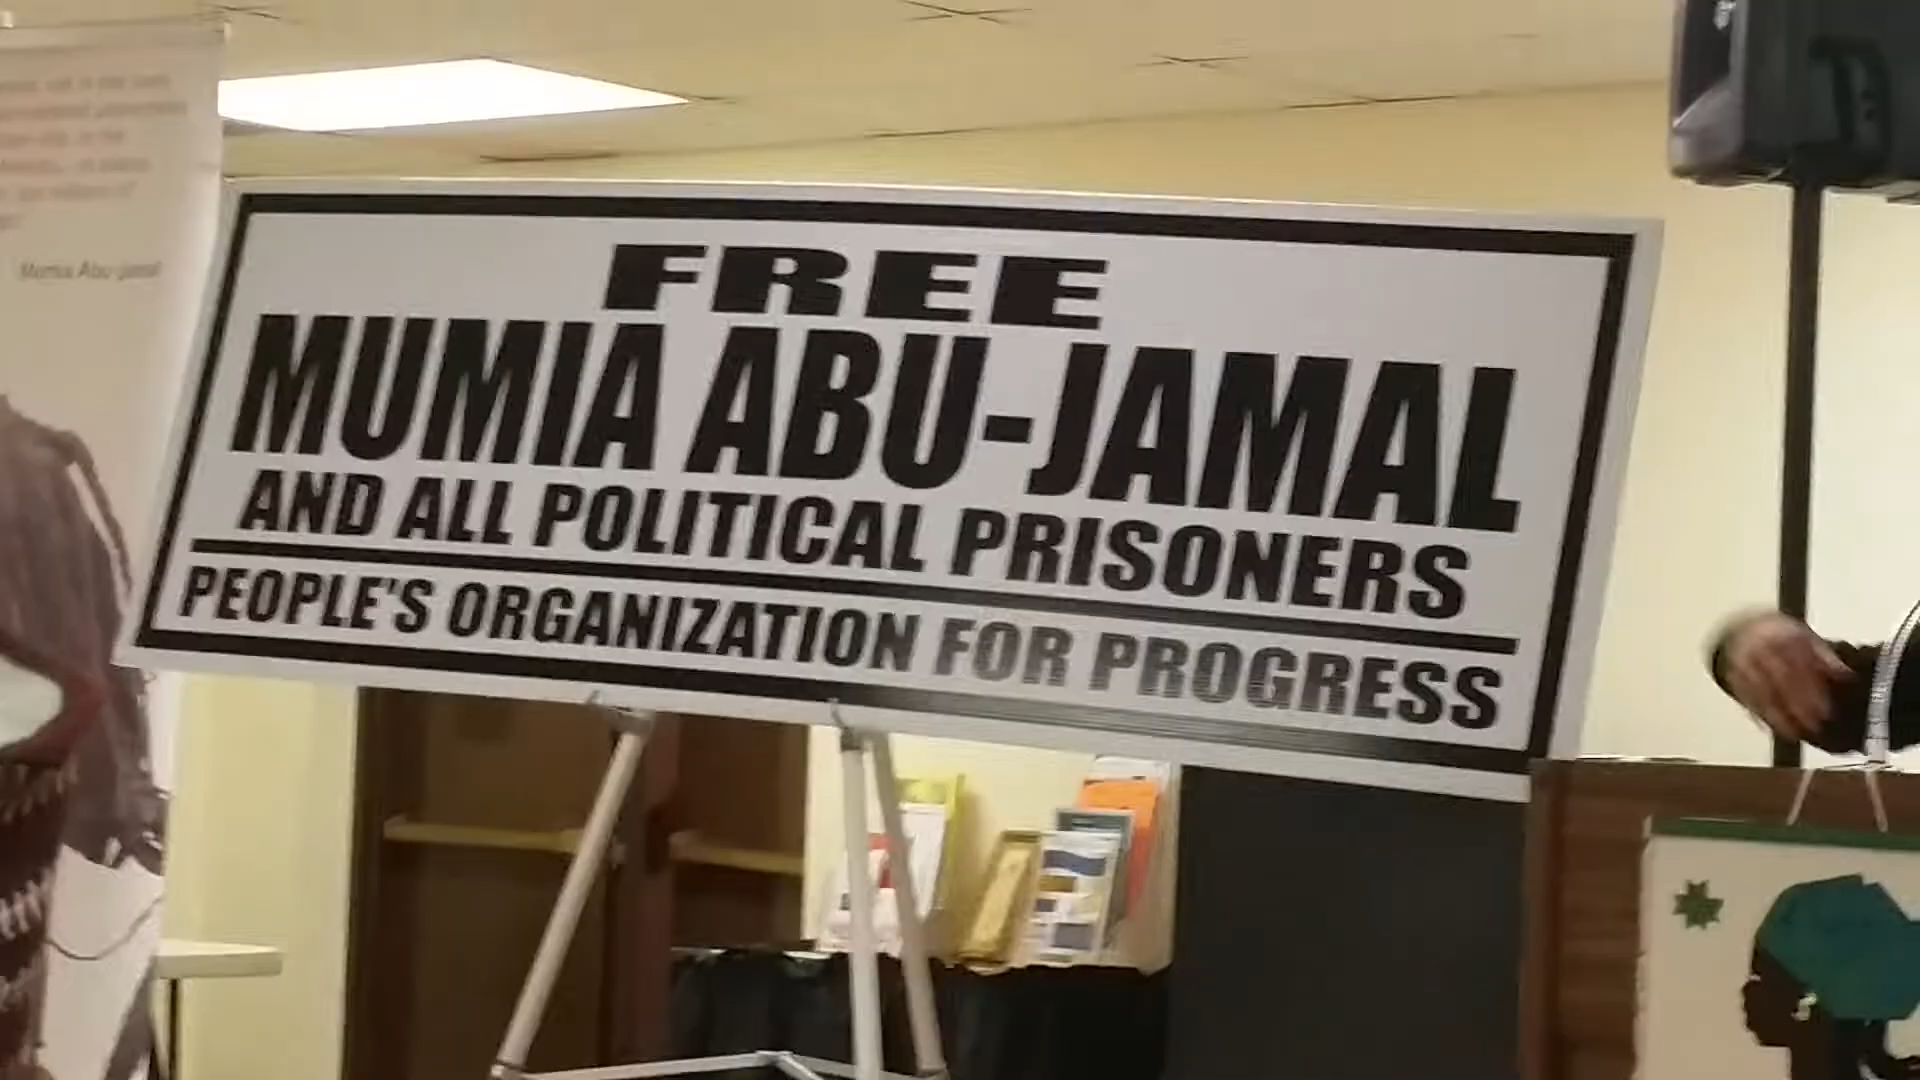 FREE
MUMIA ABU-JAMAL
AND ALL POLITICAL PRISONERS
PEOPLE'S ORGANIZATION FOR PROGRESS
Mumia Abu-Jamal